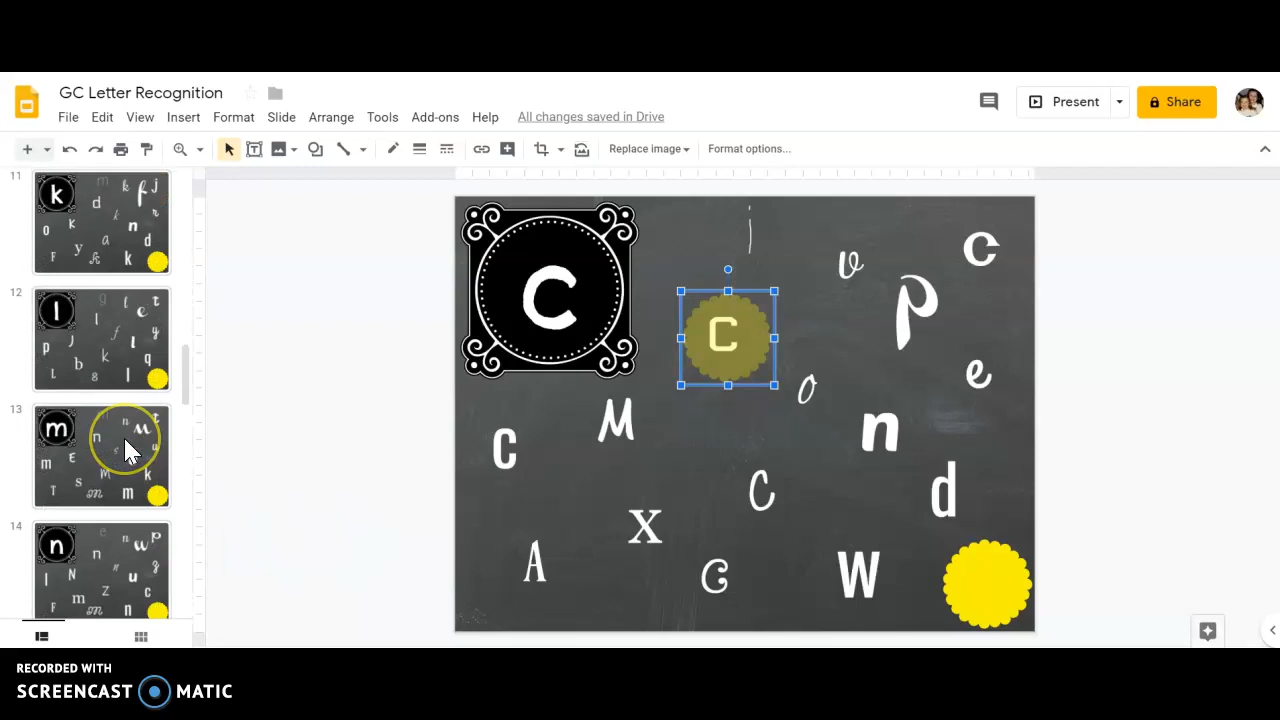 GC Letter Recognition
File Edit View Insert Format Slide Arrange Tools Add-ons Help All changes saved in Drive
Present
Share
Replace image Format options...
11
k m k f j
d k r
o k n
a d
F y k k
12
l g l e t
l f y
p J l
b k q
L 8 l
13
m n u t
n s a
m E
s M k
T m m
14
n e n w p
n n g
l N u
m z c
F m n
C i v c
C p
o e
C M n
C d
x
A C W
RECORDED WITH
SCREENCAST MATIC